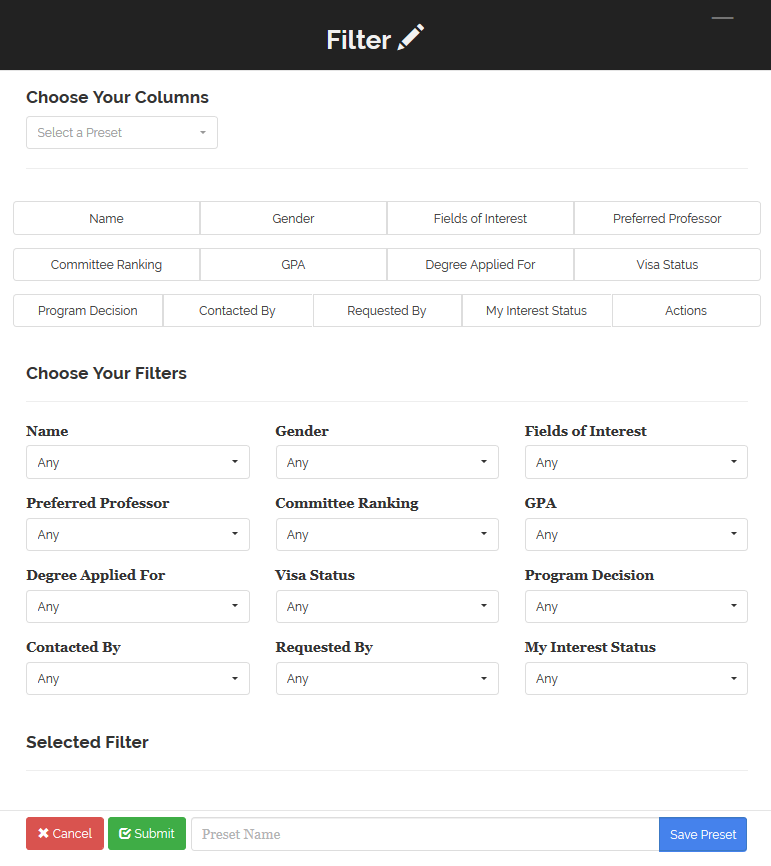 Filter
Choose Your Columns
Select a Preset
Name Gender Fields of Interest Preferred Professor
Committee Ranking GPA Degree Applied For Visa Status
Program Decision Contacted By Requested By My Interest Status Actions
Choose Your Filters
Name Gender Fields of Interest
Any Any Any
Preferred Professor Committee Ranking GPA
Any Any Any
Degree Applied For Visa Status Program Decision
Any Any Any
Contacted By Requested By My Interest Status
Any Any Any
Selected Filter
Cancel Submit Preset Name Save Preset